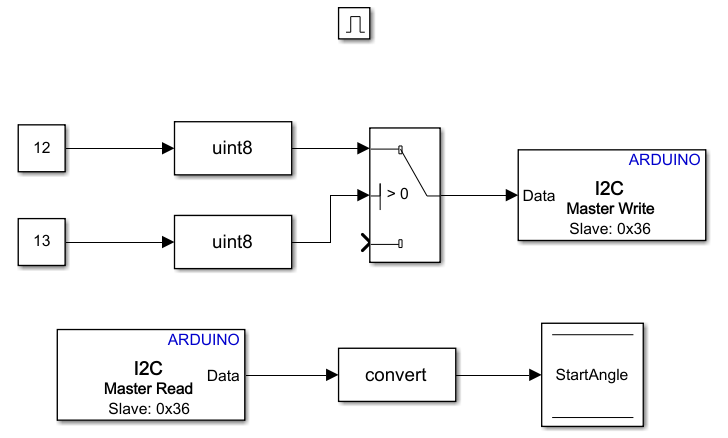 12
uint8
> 0
ARDUINO
I2C
Master Write
Slave: 0x36
Data
13
uint8
ARDUINO
I2C
Master Read
Slave: 0x36
Data
convert
StartAngle